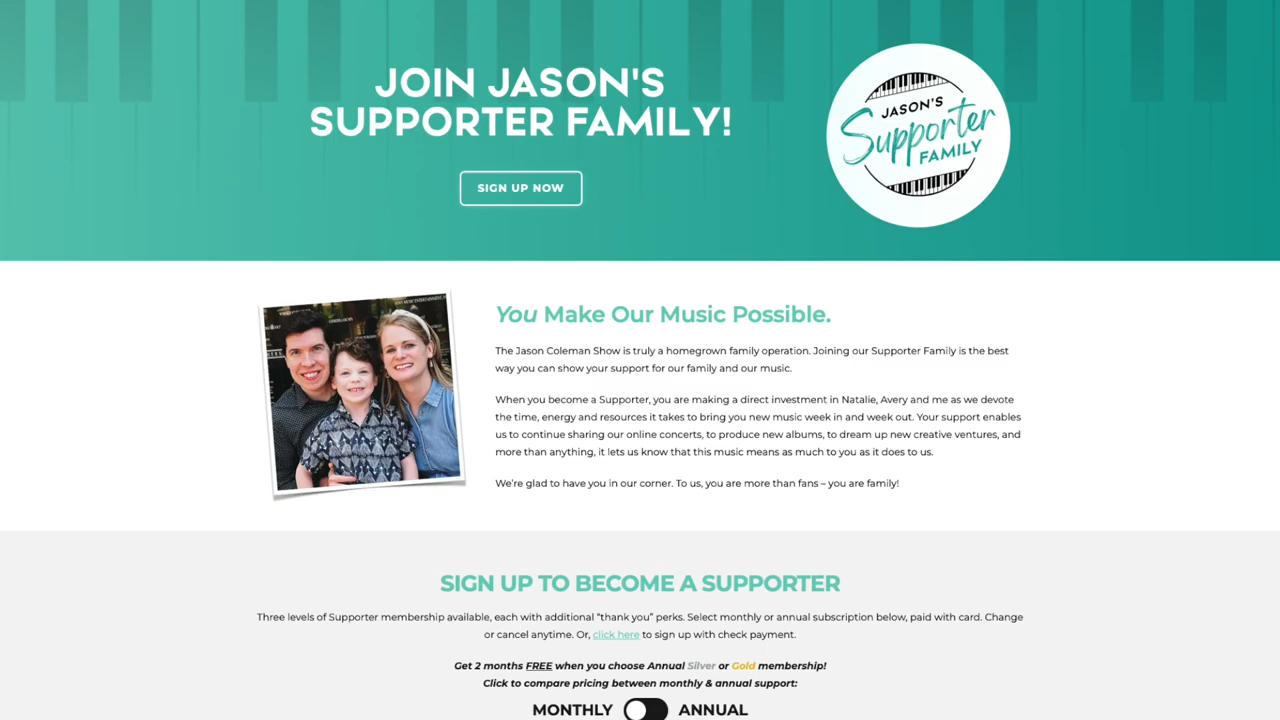 JOIN JASON'S
SUPPORTER FAMILY!
SIGN UP NOW
JASON'S
Supporter
FAMILY
You Make Our Music Possible.
The Jason Coleman Show is truly a homegrown family operation. Joining our Supporter Family is the best
way you can show your support for our family and our music.
When you become a Supporter, you are making a direct investment in Natalie, Avery and me as we devote
the time, energy and resources it takes to bring you new music week in and week out. Your support enables
us to continue sharing our online concerts, to produce new albums, to dream up new creative ventures, and
more than anything, it lets us know that this music means as much to you as it does to us.
We're glad to have you in our corner. To us, you are more than fans – you are family!
SIGN UP TO BECOME A SUPPORTER
Three levels of Supporter membership available, each with additional “thank you” perks. Select monthly or annual subscription below, paid with card. Change
or cancel anytime. Or, click here to sign up with check payment.
Get 2 months FREE when you choose Annual Silver or Gold membership!
Click to compare pricing between monthly & annual support:
MONTHLY ANNUAL